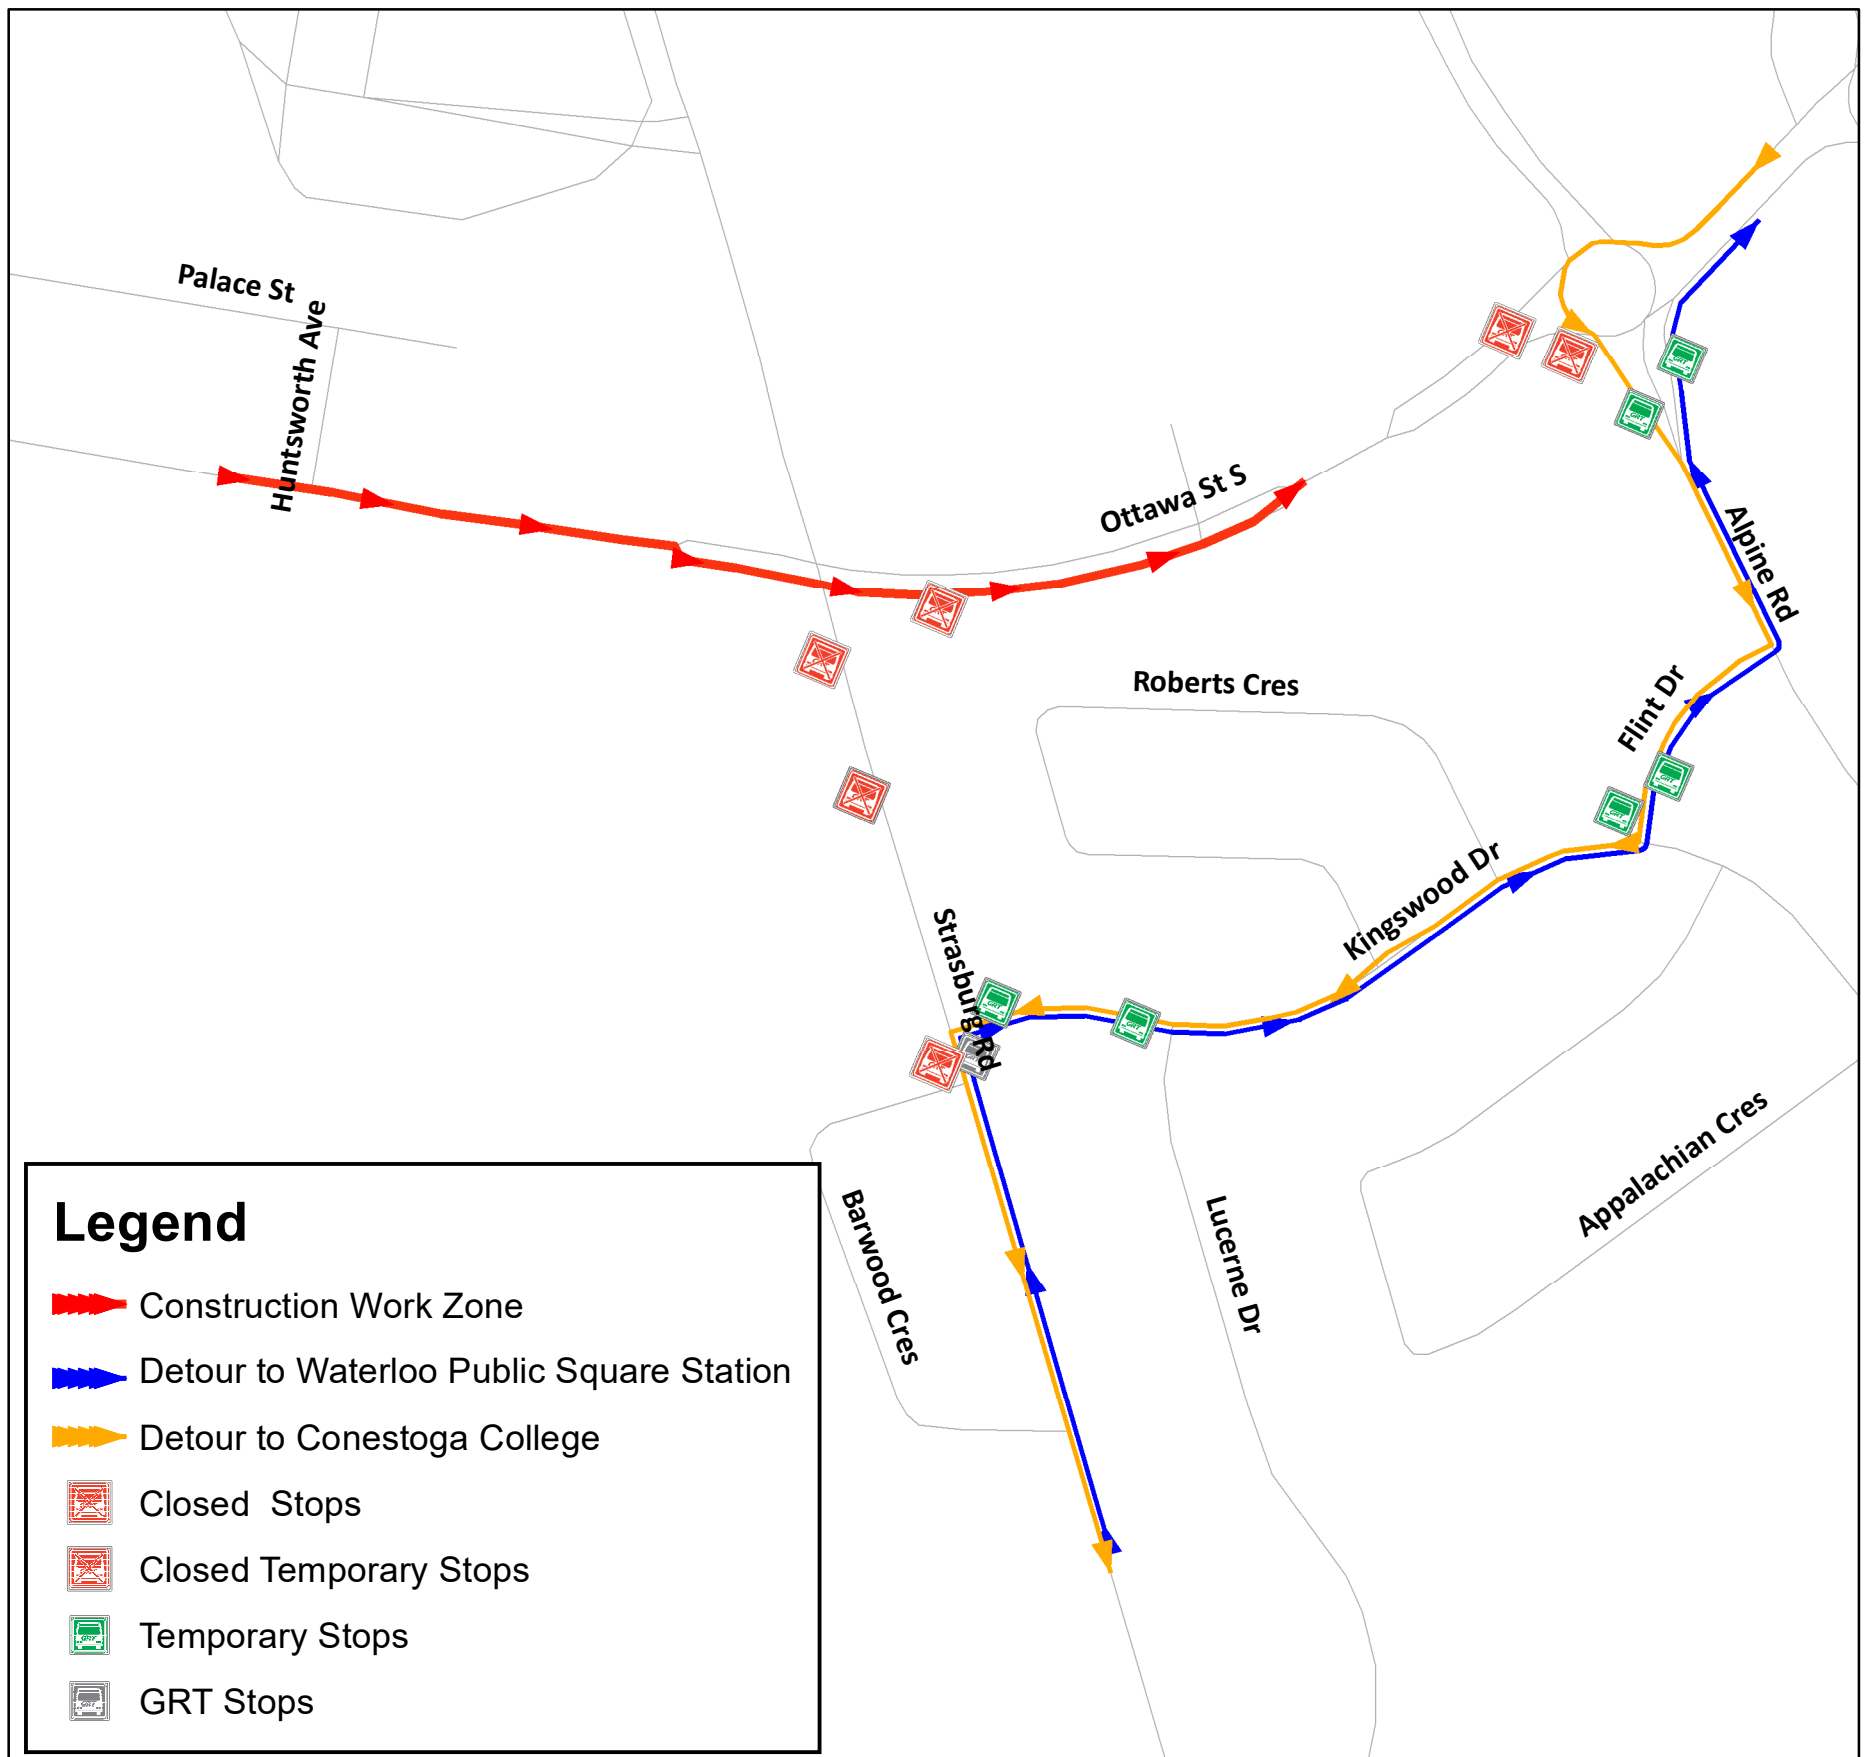 Palace St
Huntsworth Ave
Ottawa St S
Alpine Rd
Roberts Cres
Flint Dr
Kingswood Dr
Strasburg Rd
Appalachian Cres
Barwood Cres
Lucerne Dr
Legend
Construction Work Zone
Detour to Waterloo Public Square Station
Detour to Conestoga College
Closed  Stops
Closed Temporary Stops
Temporary Stops
GRT Stops